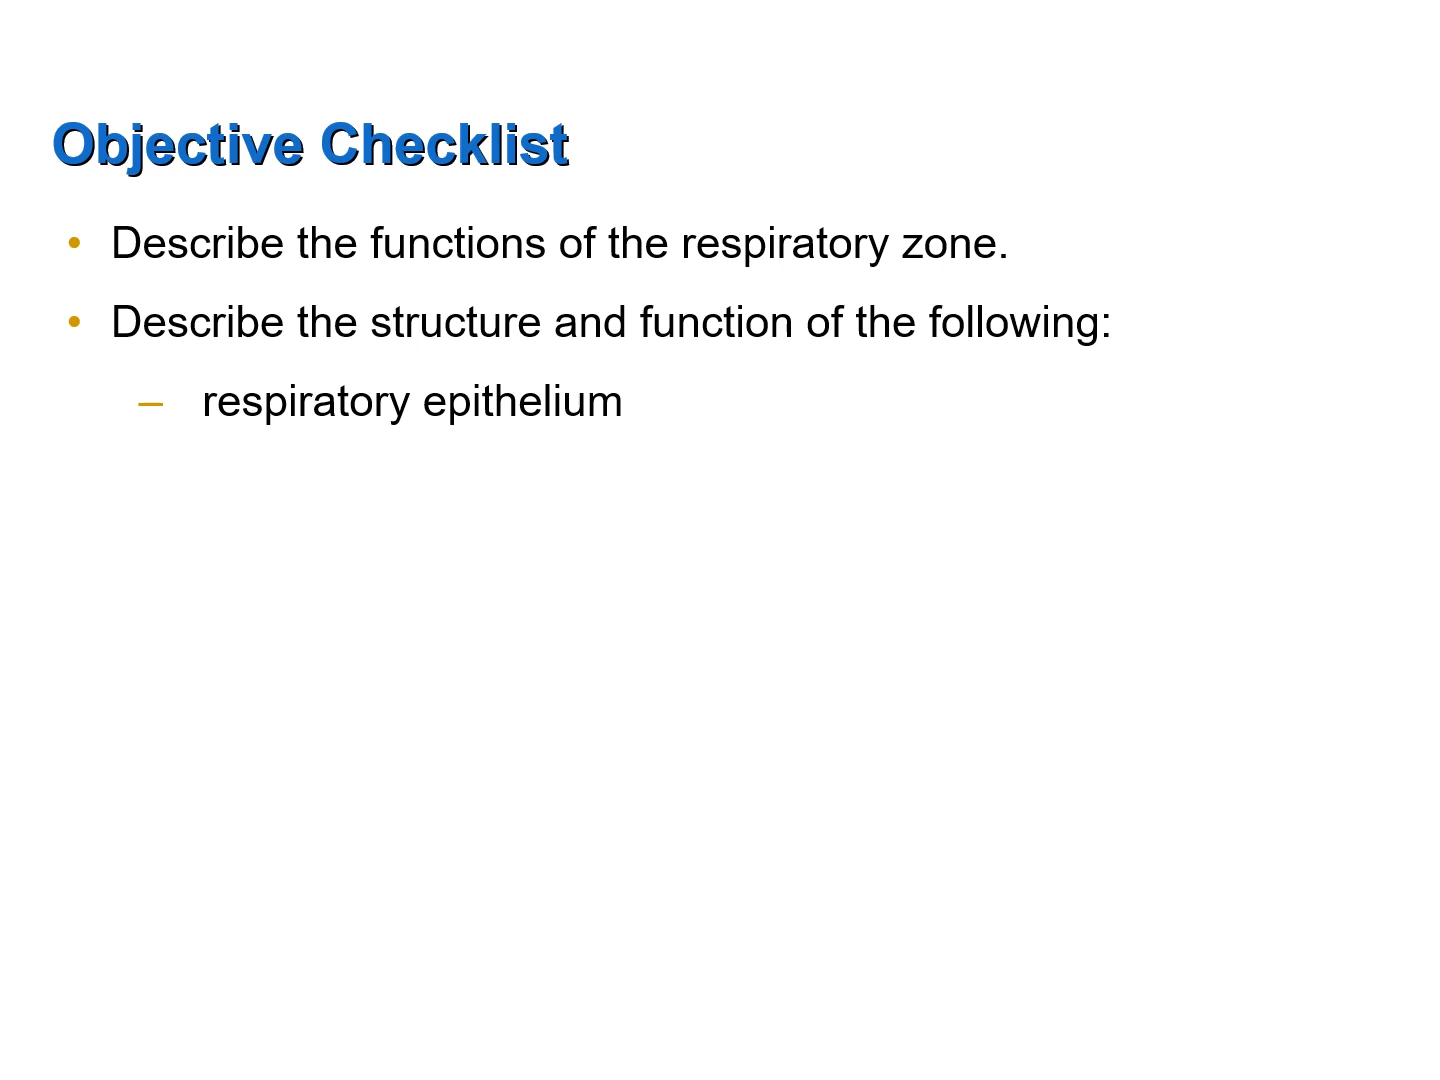 Objective Checklist
• Describe the functions of the respiratory zone.
• Describe the structure and function of the following:
– respiratory epithelium